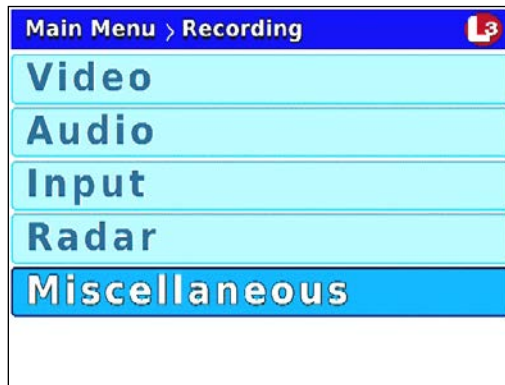 Main Menu > Recording L3
Video
Audio
Input
Radar
Miscellaneous